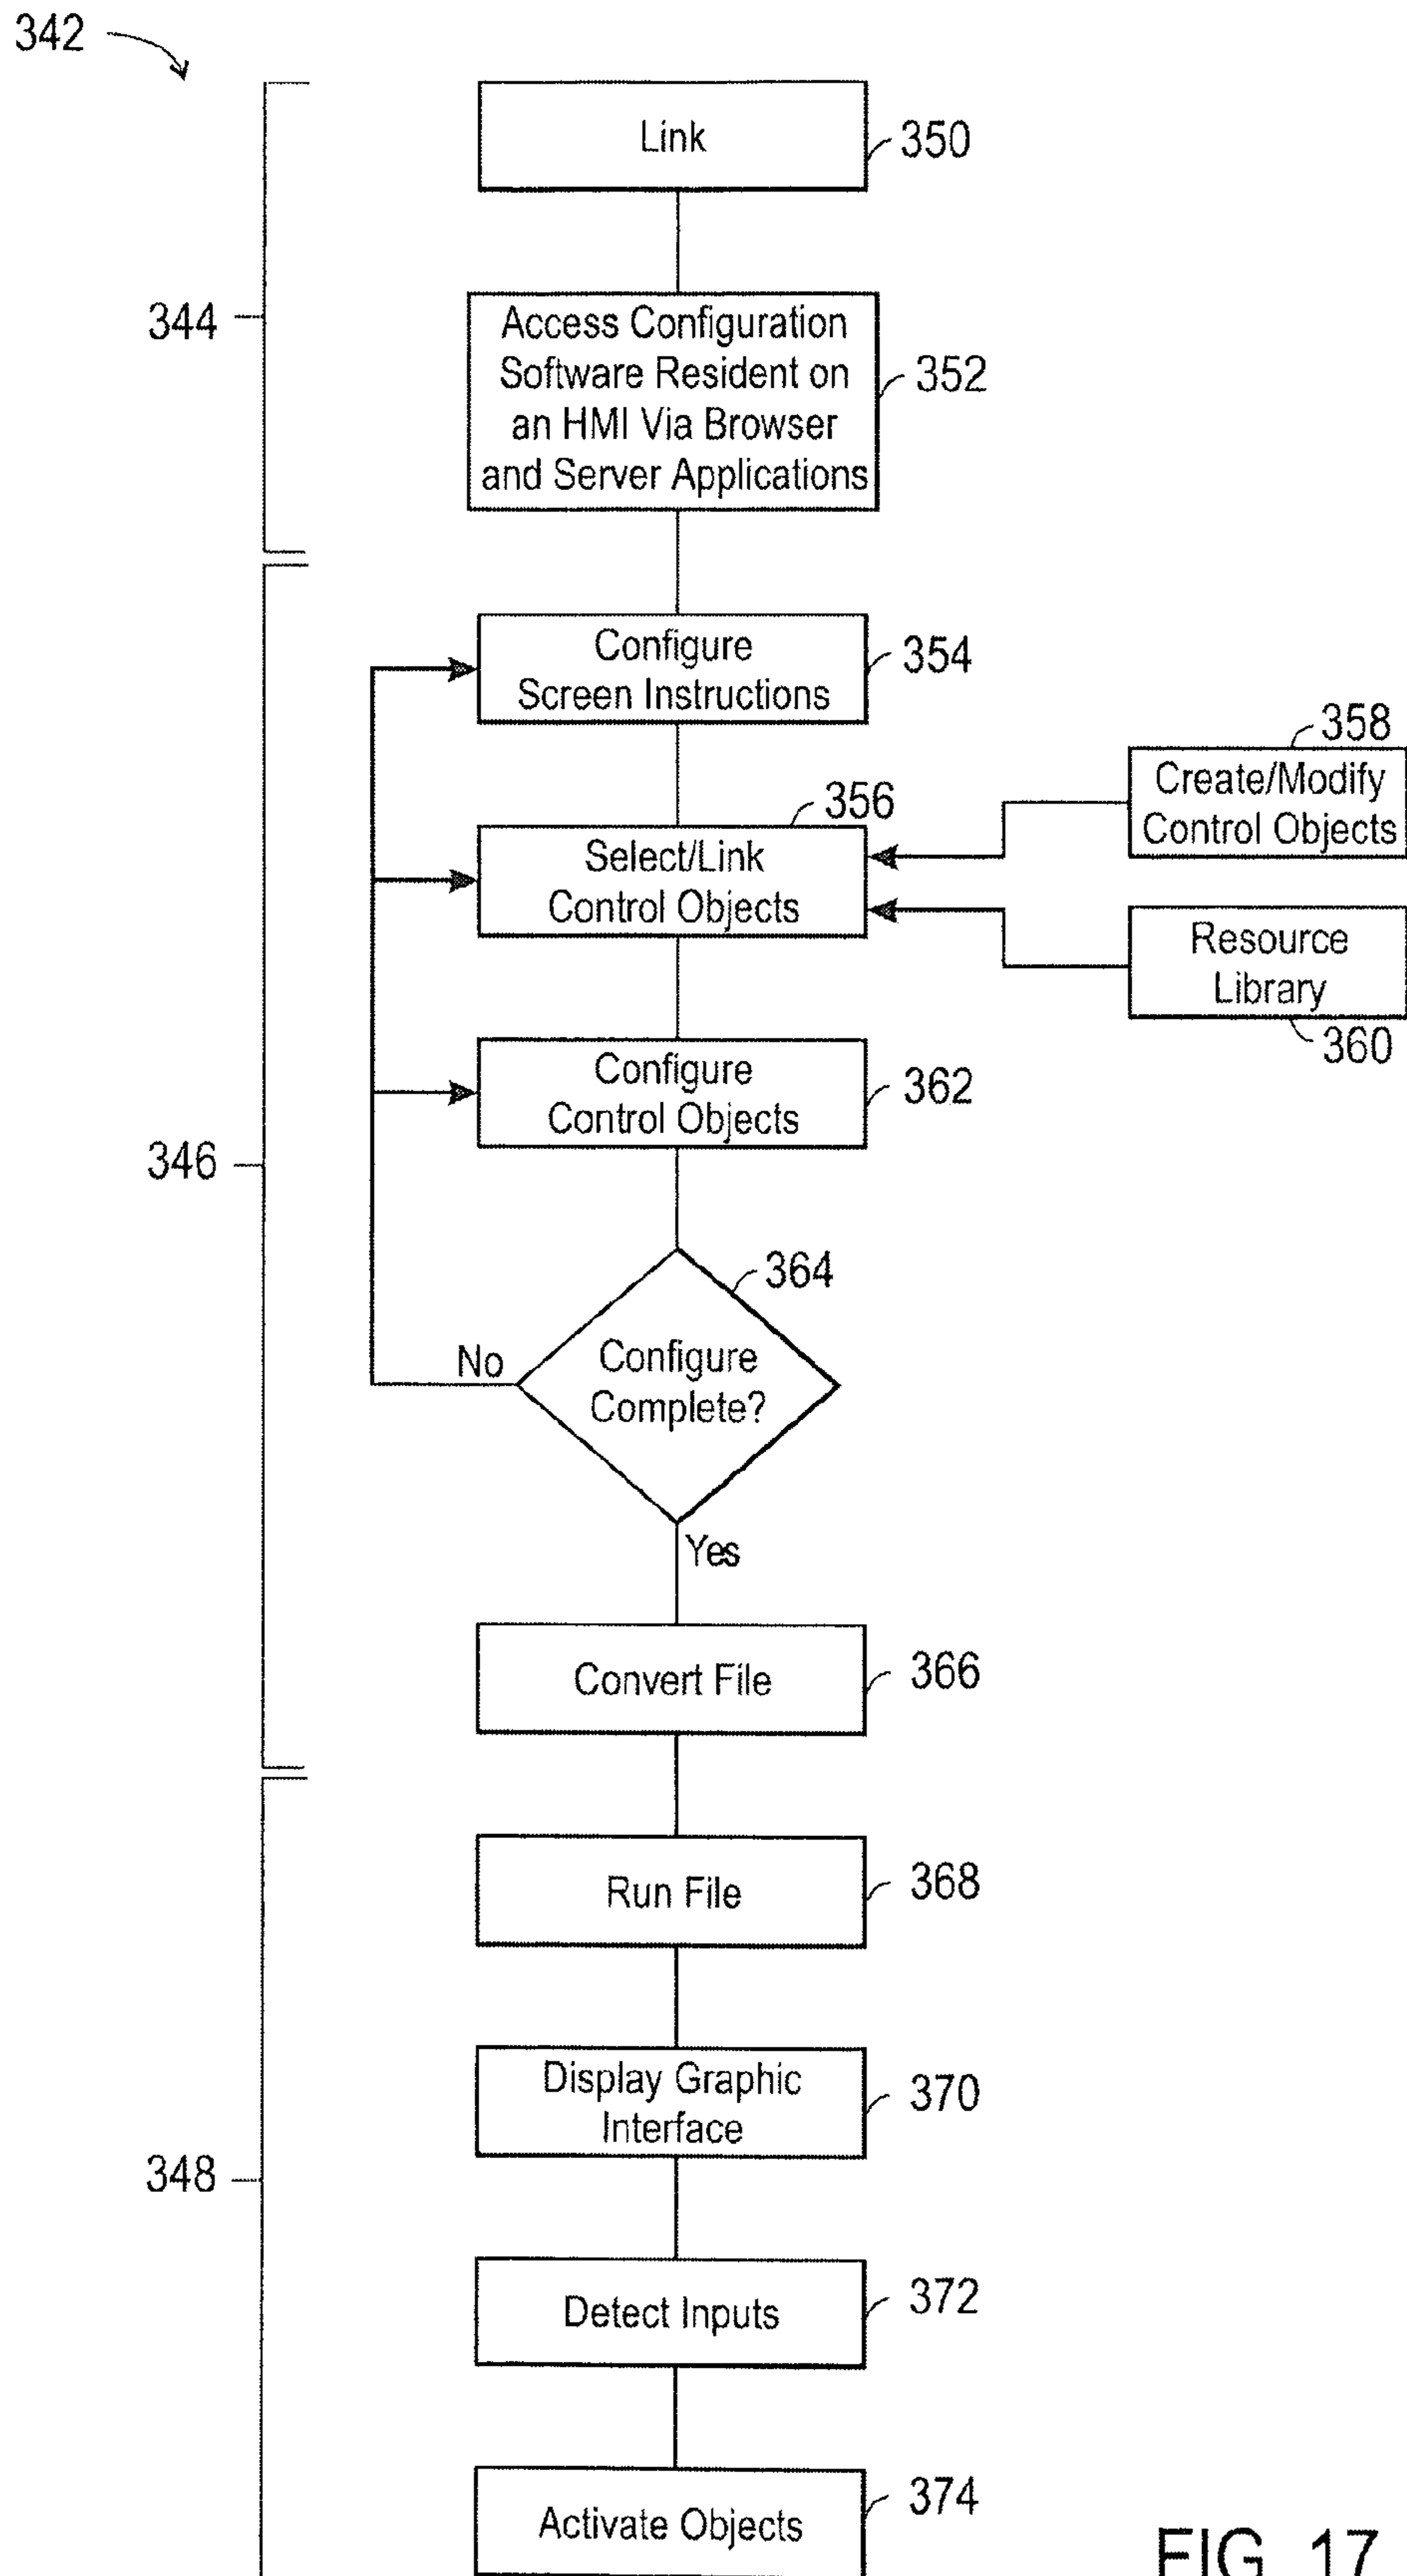 342
Link
350
344
Access Configuration
Software Resident on
an HMI Via Browser
and Server Applications
352
Configure
Screen Instructions
354
358
Create/Modify
Control Objects
356
Select/Link
Control Objects
Resource
Library
360
Configure
Control Objects
362
346
364
Configure
Complete?
No
Yes
Convert File
366
Run File
368
Display Graphic
Interface
370
348
Detect Inputs
372
Activate Objects
374
FIG. 17